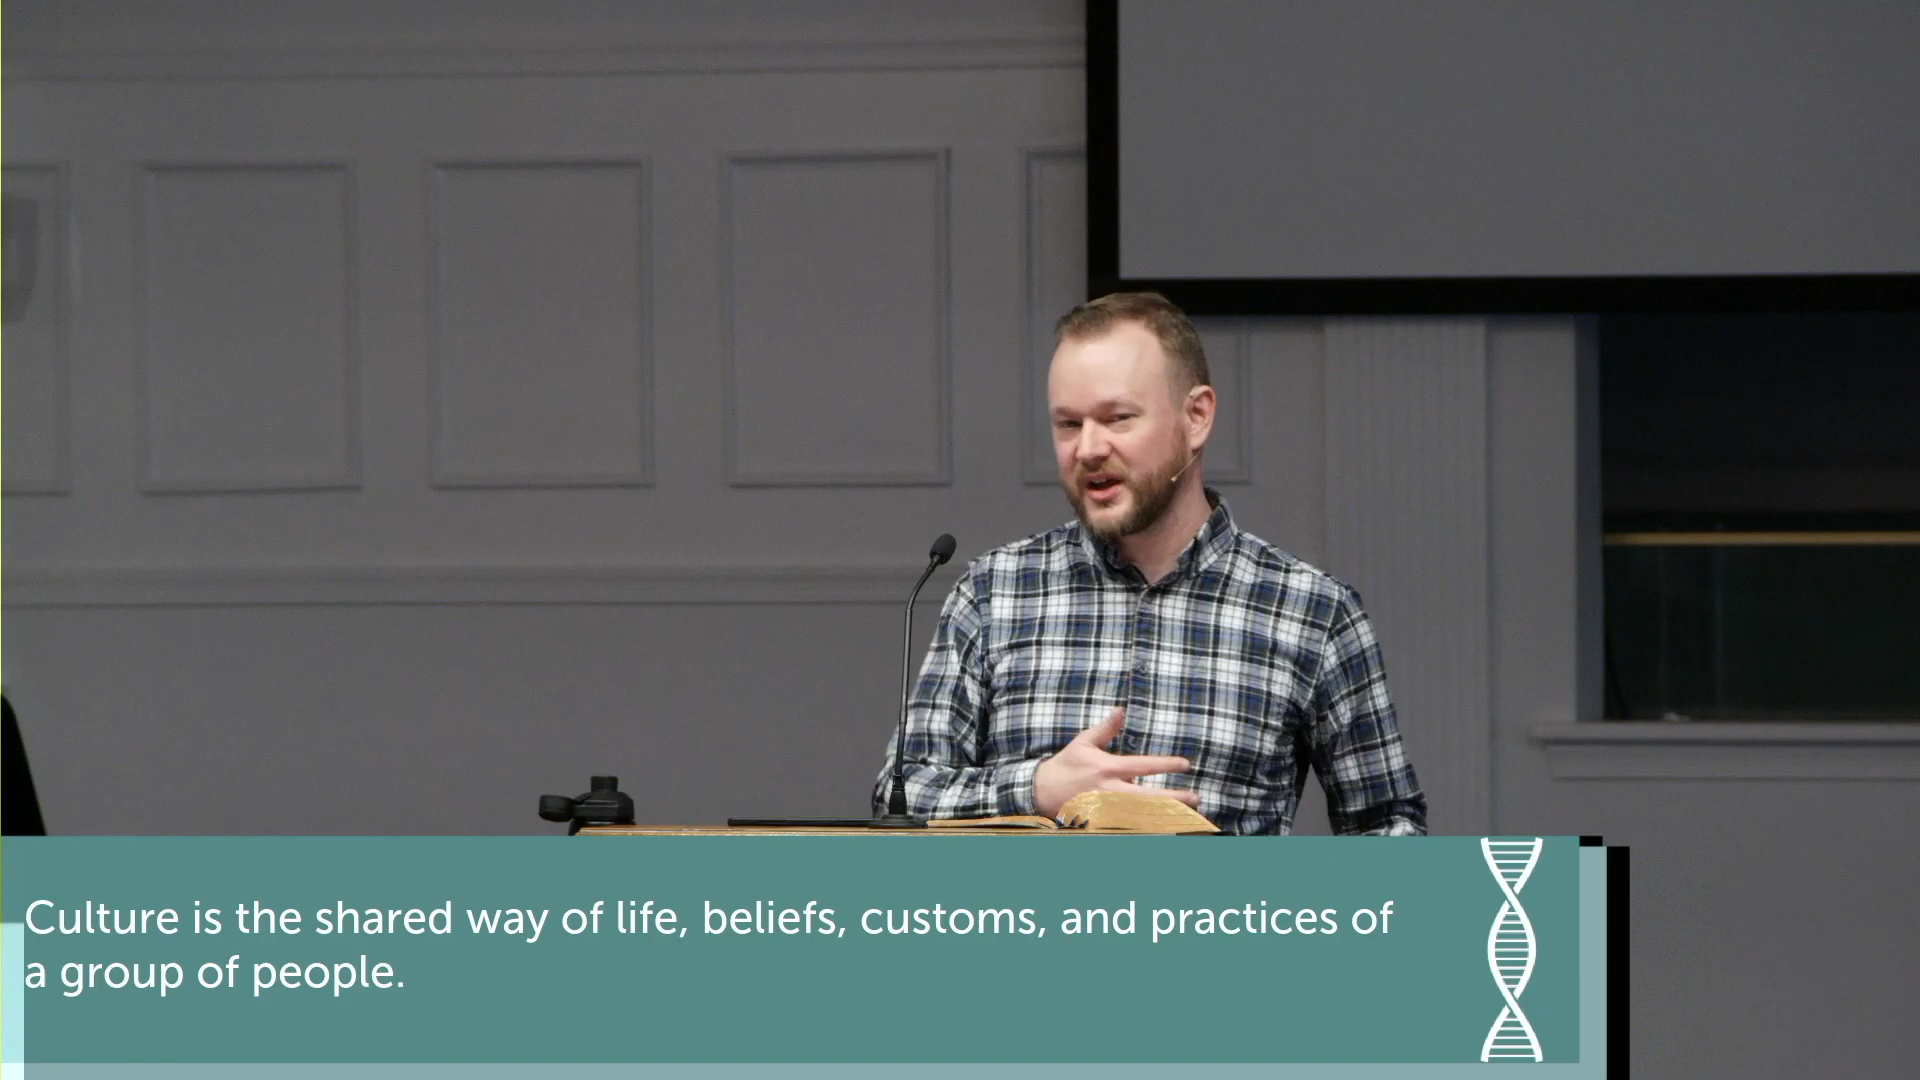 Culture is the shared way of life, beliefs, customs, and practices of
a group of people.